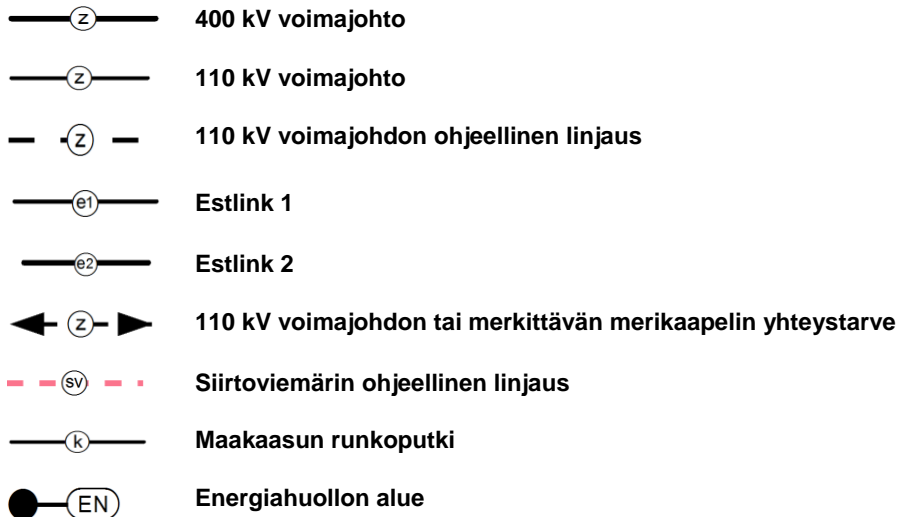 z 400 kV voimajohto
z 110 kV voimajohto
z 110 kV voimajohdon ohjeellinen linjaus
e1 Estlink 1
e2 Estlink 2
z 110 kV voimajohdon tai merkittävän merikaapelin yhteystarve
sv Siirtoviemärin ohjeellinen linjaus
k Maakaasun runkoputki
EN Energiahuollon alue